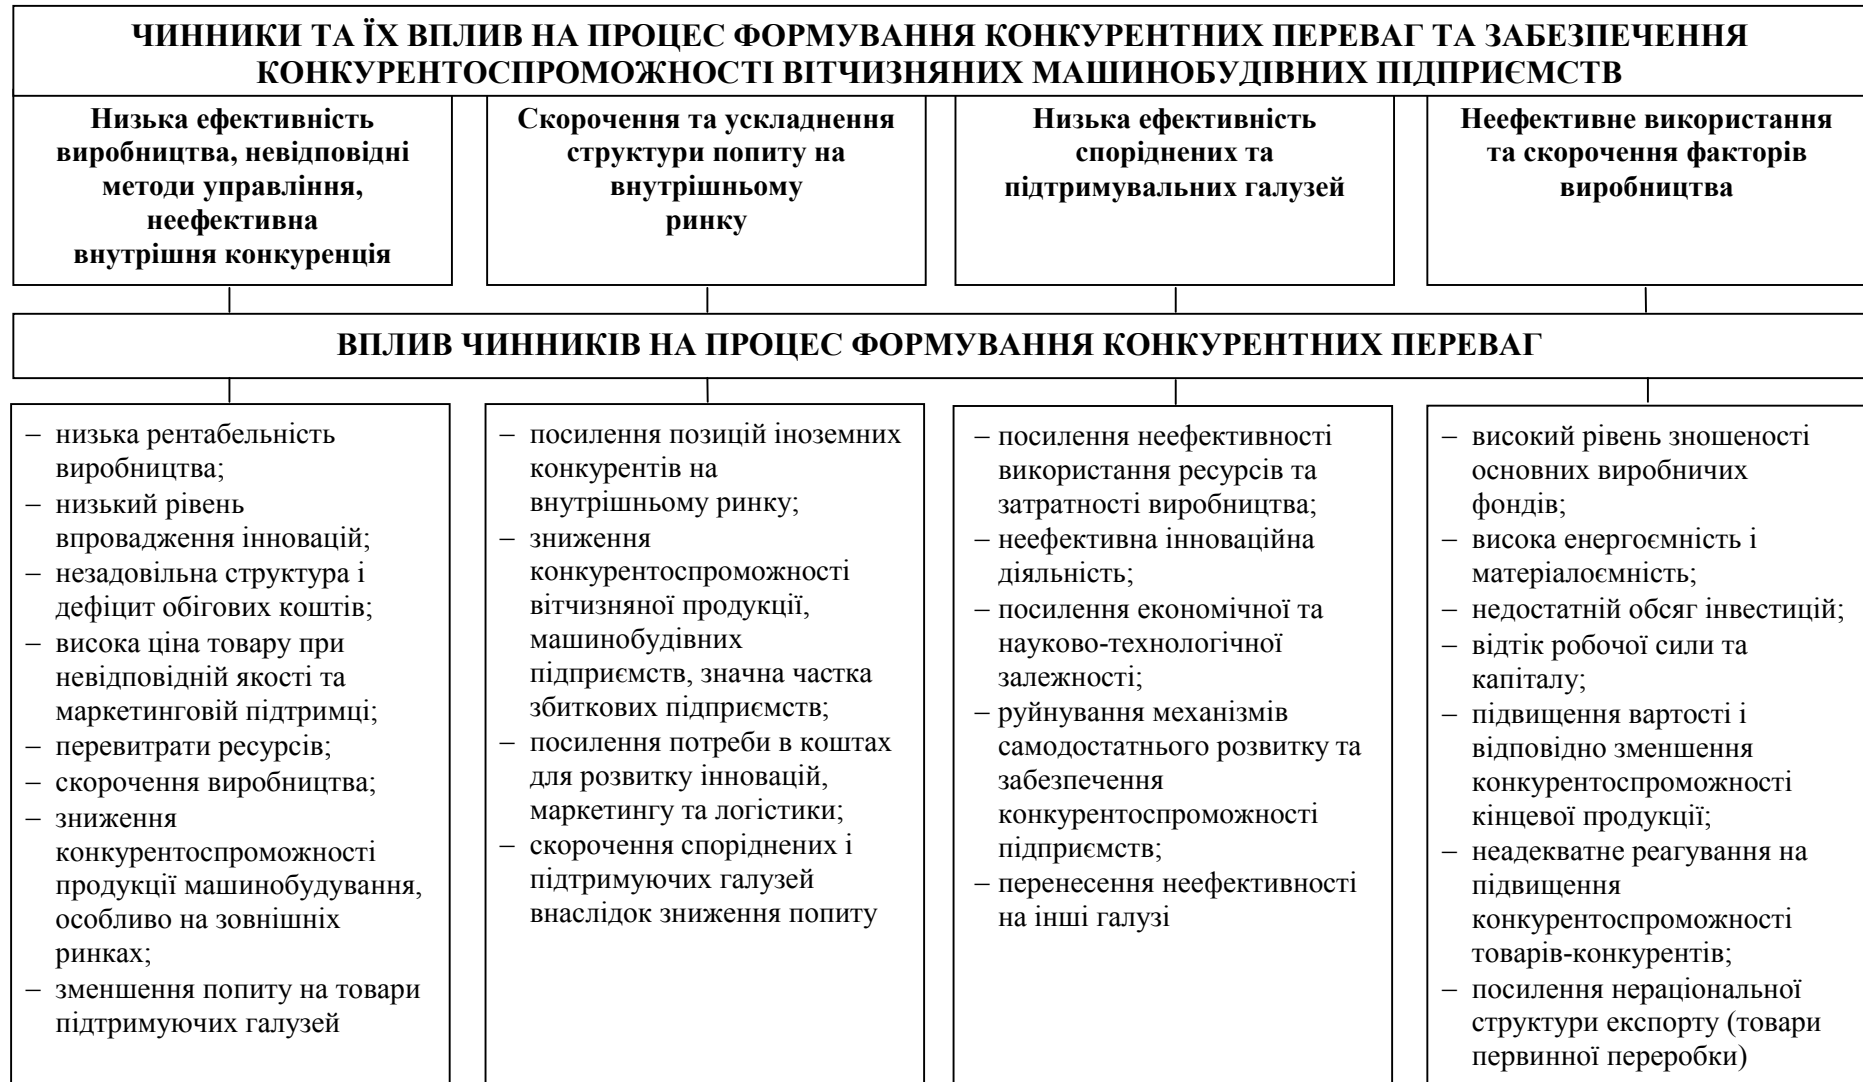 ЧИННИКИ ТА ЇХ ВПЛИВ НА ПРОЦЕС ФОРМУВАННЯ КОНКУРЕНТНИХ ПЕРЕВАГ ТА ЗАБЕЗПЕЧЕННЯ
КОНКУРЕНТОСПРОМОЖНОСТІ ВІТЧИЗНЯНИХ МАШИНОБУДІВНИХ ПІДПРИЄМСТВ
Низька ефективність
виробництва, невідповідні
методи управління,
неефективна
внутрішня конкуренція
Скорочення та ускладнення
структури попиту на
внутрішньому
ринку
Низька ефективність
споріднених та
підтримувальних галузей
Неефективне використання
та скорочення факторів
виробництва
ВПЛИВ ЧИННИКІВ НА ПРОЦЕС ФОРМУВАННЯ КОНКУРЕНТНИХ ПЕРЕВАГ
– низька рентабельність
виробництва;
– низький рівень
впровадження інновацій;
– незадовільна структура і
дефіцит обігових коштів;
– висока ціна товару при
невідповідній якості та
маркетинговій підтримці;
– перевитрати ресурсів;
– скорочення виробництва;
– зниження
конкурентоспроможності
продукції машинобудування,
особливо на зовнішніх
ринках;
– зменшення попиту на товари
підтримуючих галузей
– посилення позицій іноземних
конкурентів на
внутрішньому ринку;
– зниження
конкурентоспроможності
вітчизняної продукції,
машинобудівних
підприємств, значна частка
збиткових підприємств;
– посилення потреби в коштах
для розвитку інновацій,
маркетингу та логістики;
– скорочення споріднених і
підтримуючих галузей
внаслідок зниження попиту
– посилення неефективності
використання ресурсів та
затратності виробництва;
– неефективна інноваційна
діяльність;
– посилення економічної та
науково-технологічної
залежності;
– руйнування механізмів
самодостатнього розвитку та
забезпечення
конкурентоспроможності
підприємств;
– перенесення неефективності
на інші галузі
– високий рівень зношеності
основних виробничих
фондів;
– висока енергоємність і
матеріалоємність;
– недостатній обсяг інвестицій;
– відтік робочої сили та
капіталу;
– підвищення вартості і
відповідно зменшення
конкурентоспроможності
кінцевої продукції;
– неадекватне реагування на
підвищення
конкурентоспроможності
товарів-конкурентів;
– посилення нераціональної
структури експорту (товари
первинної переробки)